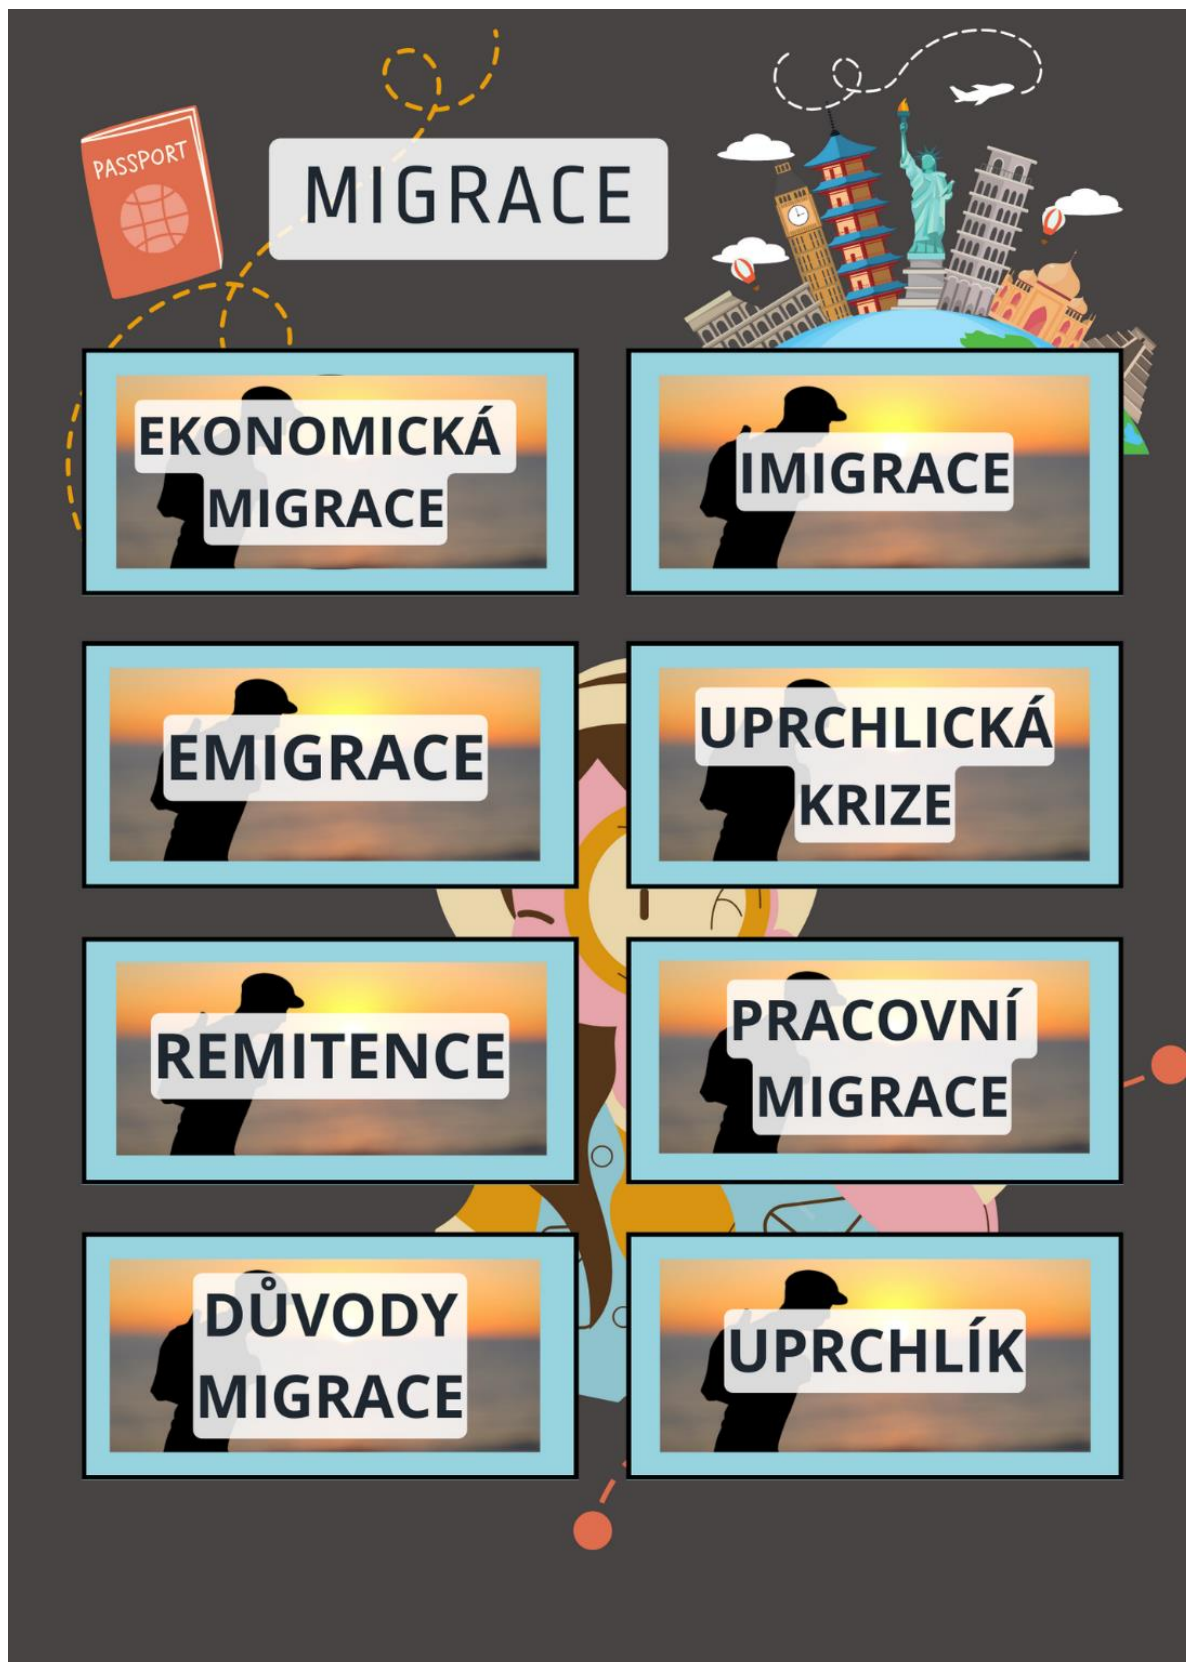 PASSPORT
MIGRACE
EKONOMICKÁ
MIGRACE
IMIGRACE
EMIGRACE
UPRCHLICKÁ
KRIZE
REMITENCE
PRACOVNÍ
MIGRACE
DŮVODY
MIGRACE
UPRCHLÍK